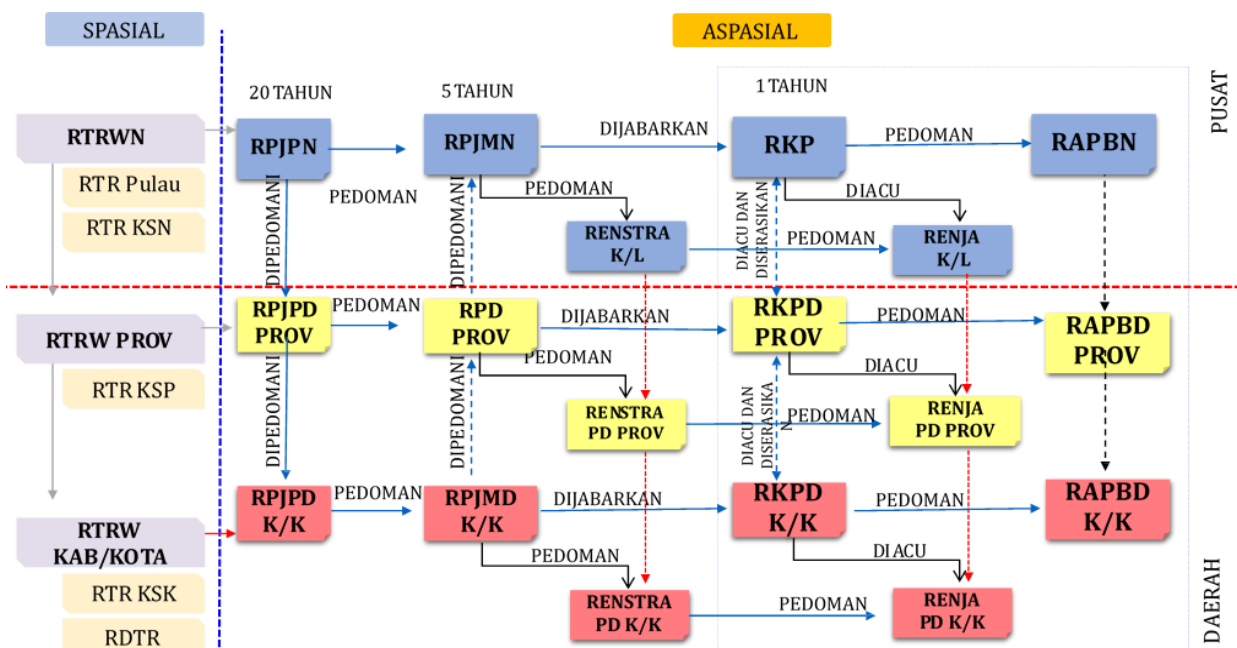 SPASIAL
ASPASIAL
PUSAT
20 TAHUN
5 TAHUN
1 TAHUN
RTRWN
RTR Pulau
RTR KSN
RPJPN
PEDOMAN
RPJMN
DIJABARKAN
RKP
PEDOMAN
RAPBN
PEDOMAN
DIACU
RENSTRA
K/L
PEDOMAN
RENJA
K/L
DIPEDOMANI
DIPEDOMANI
DIACU DAN
DISERASIKAN
RTRW PROV
RTR KSP
RPJPD
PROV
PEDOMAN
RPD
PROV
DIJABARKAN
RKPD
PROV
PEDOMAN
RAPBD
PROV
PEDOMAN
DIACU
RENSTRA
PD PROV
PEDOMAN
RENJA
PD PROV
DIPEDOMANI
DIPEDOMANI
DIACU DAN
DISERASIKA
N
RTRW
KAB/KOTA
RTR KSK
RDTR
RPJPD
K/K
PEDOMAN
RPJMD
K/K
DIJABARKAN
RKPD
K/K
PEDOMAN
RAPBD
K/K
PEDOMAN
DIACU
RENSTRA
PD K/K
PEDOMAN
RENJA
PD K/K
DAERAH